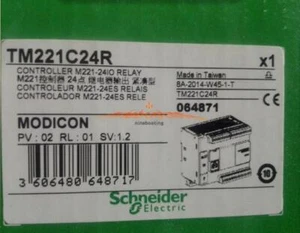 TM221C24R
x1
CONTROLLER M221-24IO RELAY
M221控制器 24点 继电器输出 紧凑型
CONTROLEUR M221-24ES RELAIS
CONTROLADOR M221-24ES RELE
Made in Taiwan
8A-2014-W45-1-T
TM221C24R
064871
MODICON
PV : 02 RL : 01 SV:1.2
3 606480 648717
10
Schneider
Electric